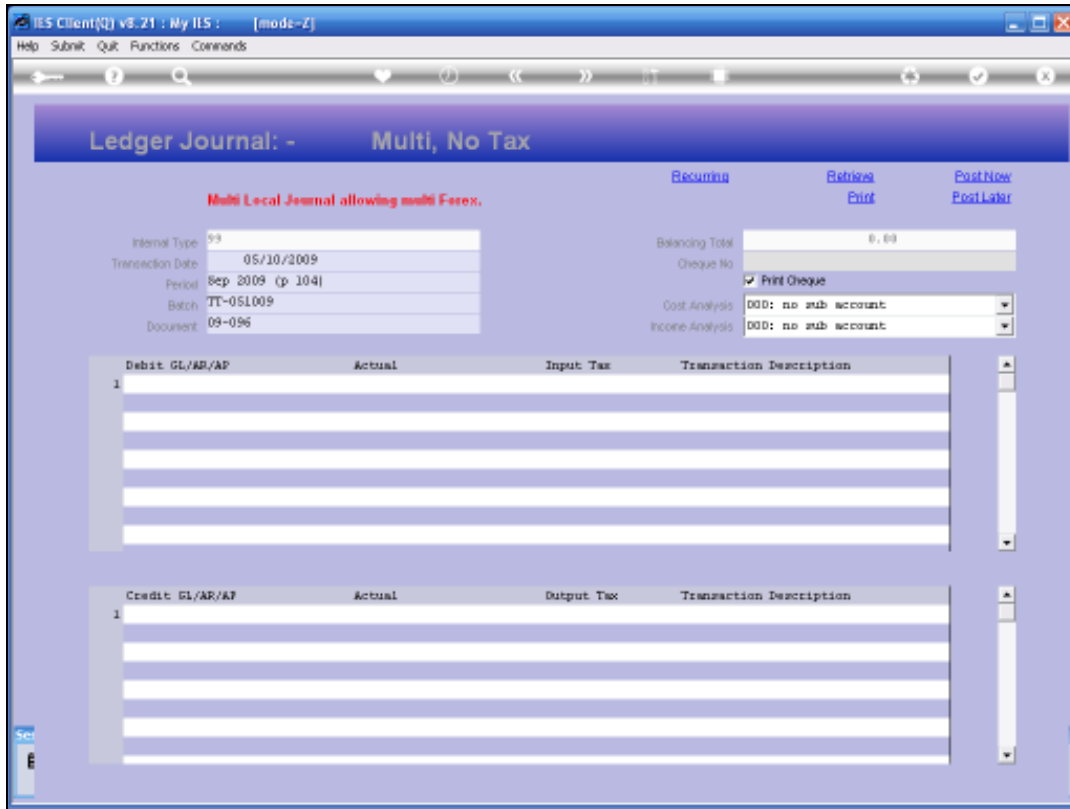 IES Client(Q) v8.21 : My IES : [mode-Z]
Help Submit Quit Functions Commands
Ledger Journal: - Multi, No Tax
Recurring Retrieve Post Now
Multi Local Journal allowing multi Forex. Print Post Later
Internal Type 99 Balancing Total 0.00
Transaction Date 05/10/2009 Cheque No
Period Sep 2009 (p 104) Print Cheque
Batch TT-051009 Cost Analysis 000: no sub account
Document 09-096 Income Analysis 000: no sub account
Debit GL/AR/AP Actual Input Tax Transaction Description
1
Credit GL/AR/AP Actual Output Tax Transaction Description
1